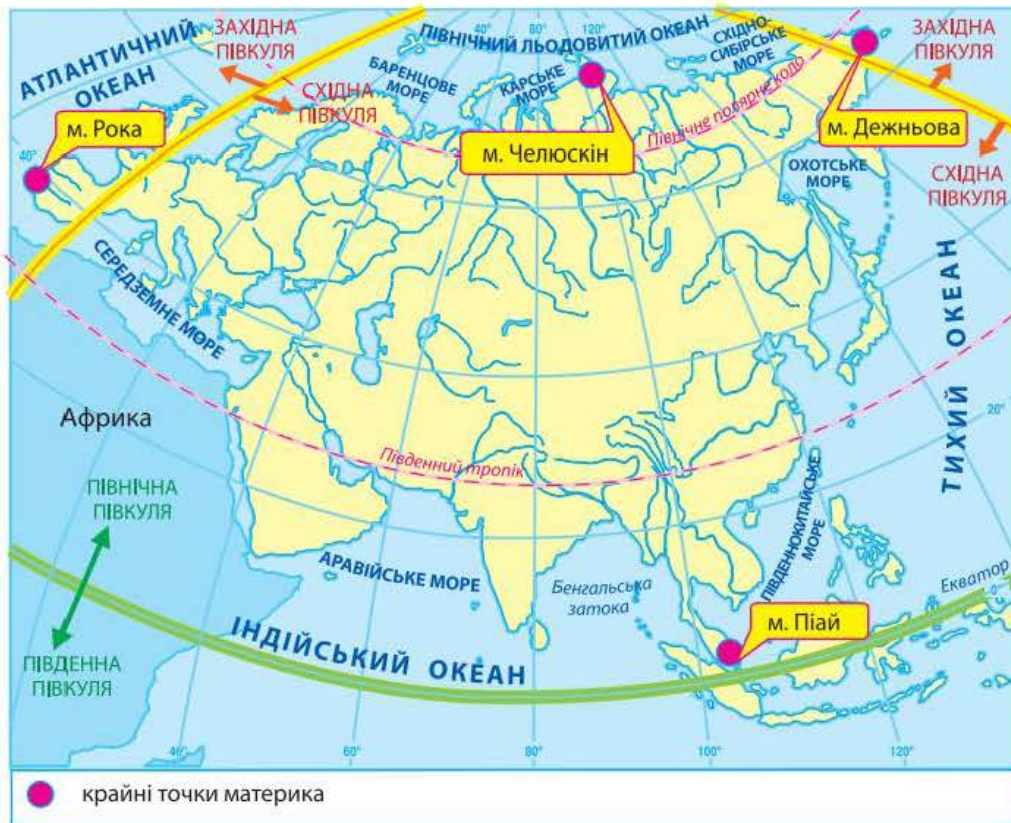 АТЛАНТИЧНИЙ
ОКЕАН
ЗАХІДНА
ПІВКУЛЯ
СХІДНА
ПІВКУЛЯ
БАРЕНЦОВЕ
МОРЕ
ПІВНІЧНИЙ ЛЬОДОВИТИЙ ОКЕАН
40°
80°
120°
КАРСЬКЕ
МОРЕ
СХІДНО-
СИБІРСЬКЕ
МОРЕ
ЗАХІДНА
ПІВКУЛЯ
м. Рока
40°
м. Челюскін
Північне полярне коло
м. Дежньова
ОХОТСЬКЕ
МОРЕ
СХІДНА
ПІВКУЛЯ
СЕРЕДЗЕМНЕ МОРЕ
ТИХИЙ ОКЕАН
Африка
20°
Південний тропік
ПІВНІЧНА
ПІВКУЛЯ
ПІВДЕННА
ПІВКУЛЯ
АРАВІЙСЬКЕ МОРЕ
Бенгальська
затока
ПІВДЕННОКИТАЙСЬКЕ
МОРЕ
Екватор
м. Піай
ІНДІЙСЬКИЙ ОКЕАН
40°
60°
80°
100°
120°
крайні точки материка